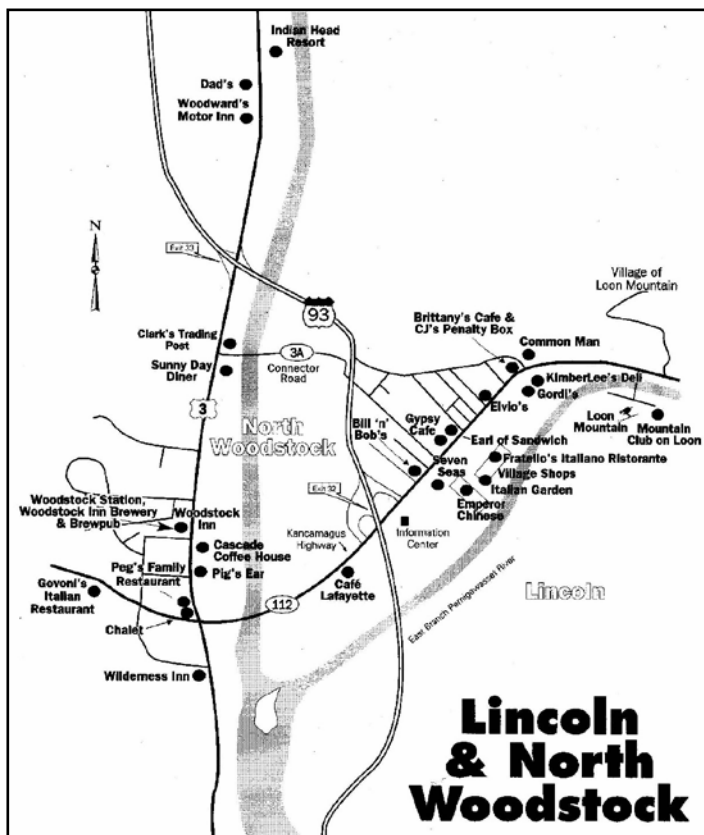 Indian Head
Resort
Dad's
Woodward's
Motor Inn
N
Exit 33
93
Village of
Loon Mountain
Brittany's Cafe &
CJ's Penalty Box
Common Man
Clark's Trading
Post
3A
Connector
Road
Sunny Day
Diner
KimberLee's Deli
Gordi's
Elvio's
3
North
Woodstock
Bill 'n'
Bob's
Gypsy
Cafe
Loon
Mountain
Mountain
Club on Loon
Earl of Sandwich
Fratello's Italiano Ristorante
Seven
Seas
Village Shops
Italian Garden
Emperor
Chinese
Exit 32
Woodstock Station,
Woodstock Inn Brewery
& Brewpub
Woodstock
Inn
Kancamagus
Highway
Information
Center
Cascade
Coffee House
Peg's Family
Restaurant
Pig's Ear
Govoni's
Italian
Restaurant
Café
Lafayette
112
Lincoln
East Branch Pemigewasset River
Chalet
Wilderness Inn
Lincoln
& North
Woodstock